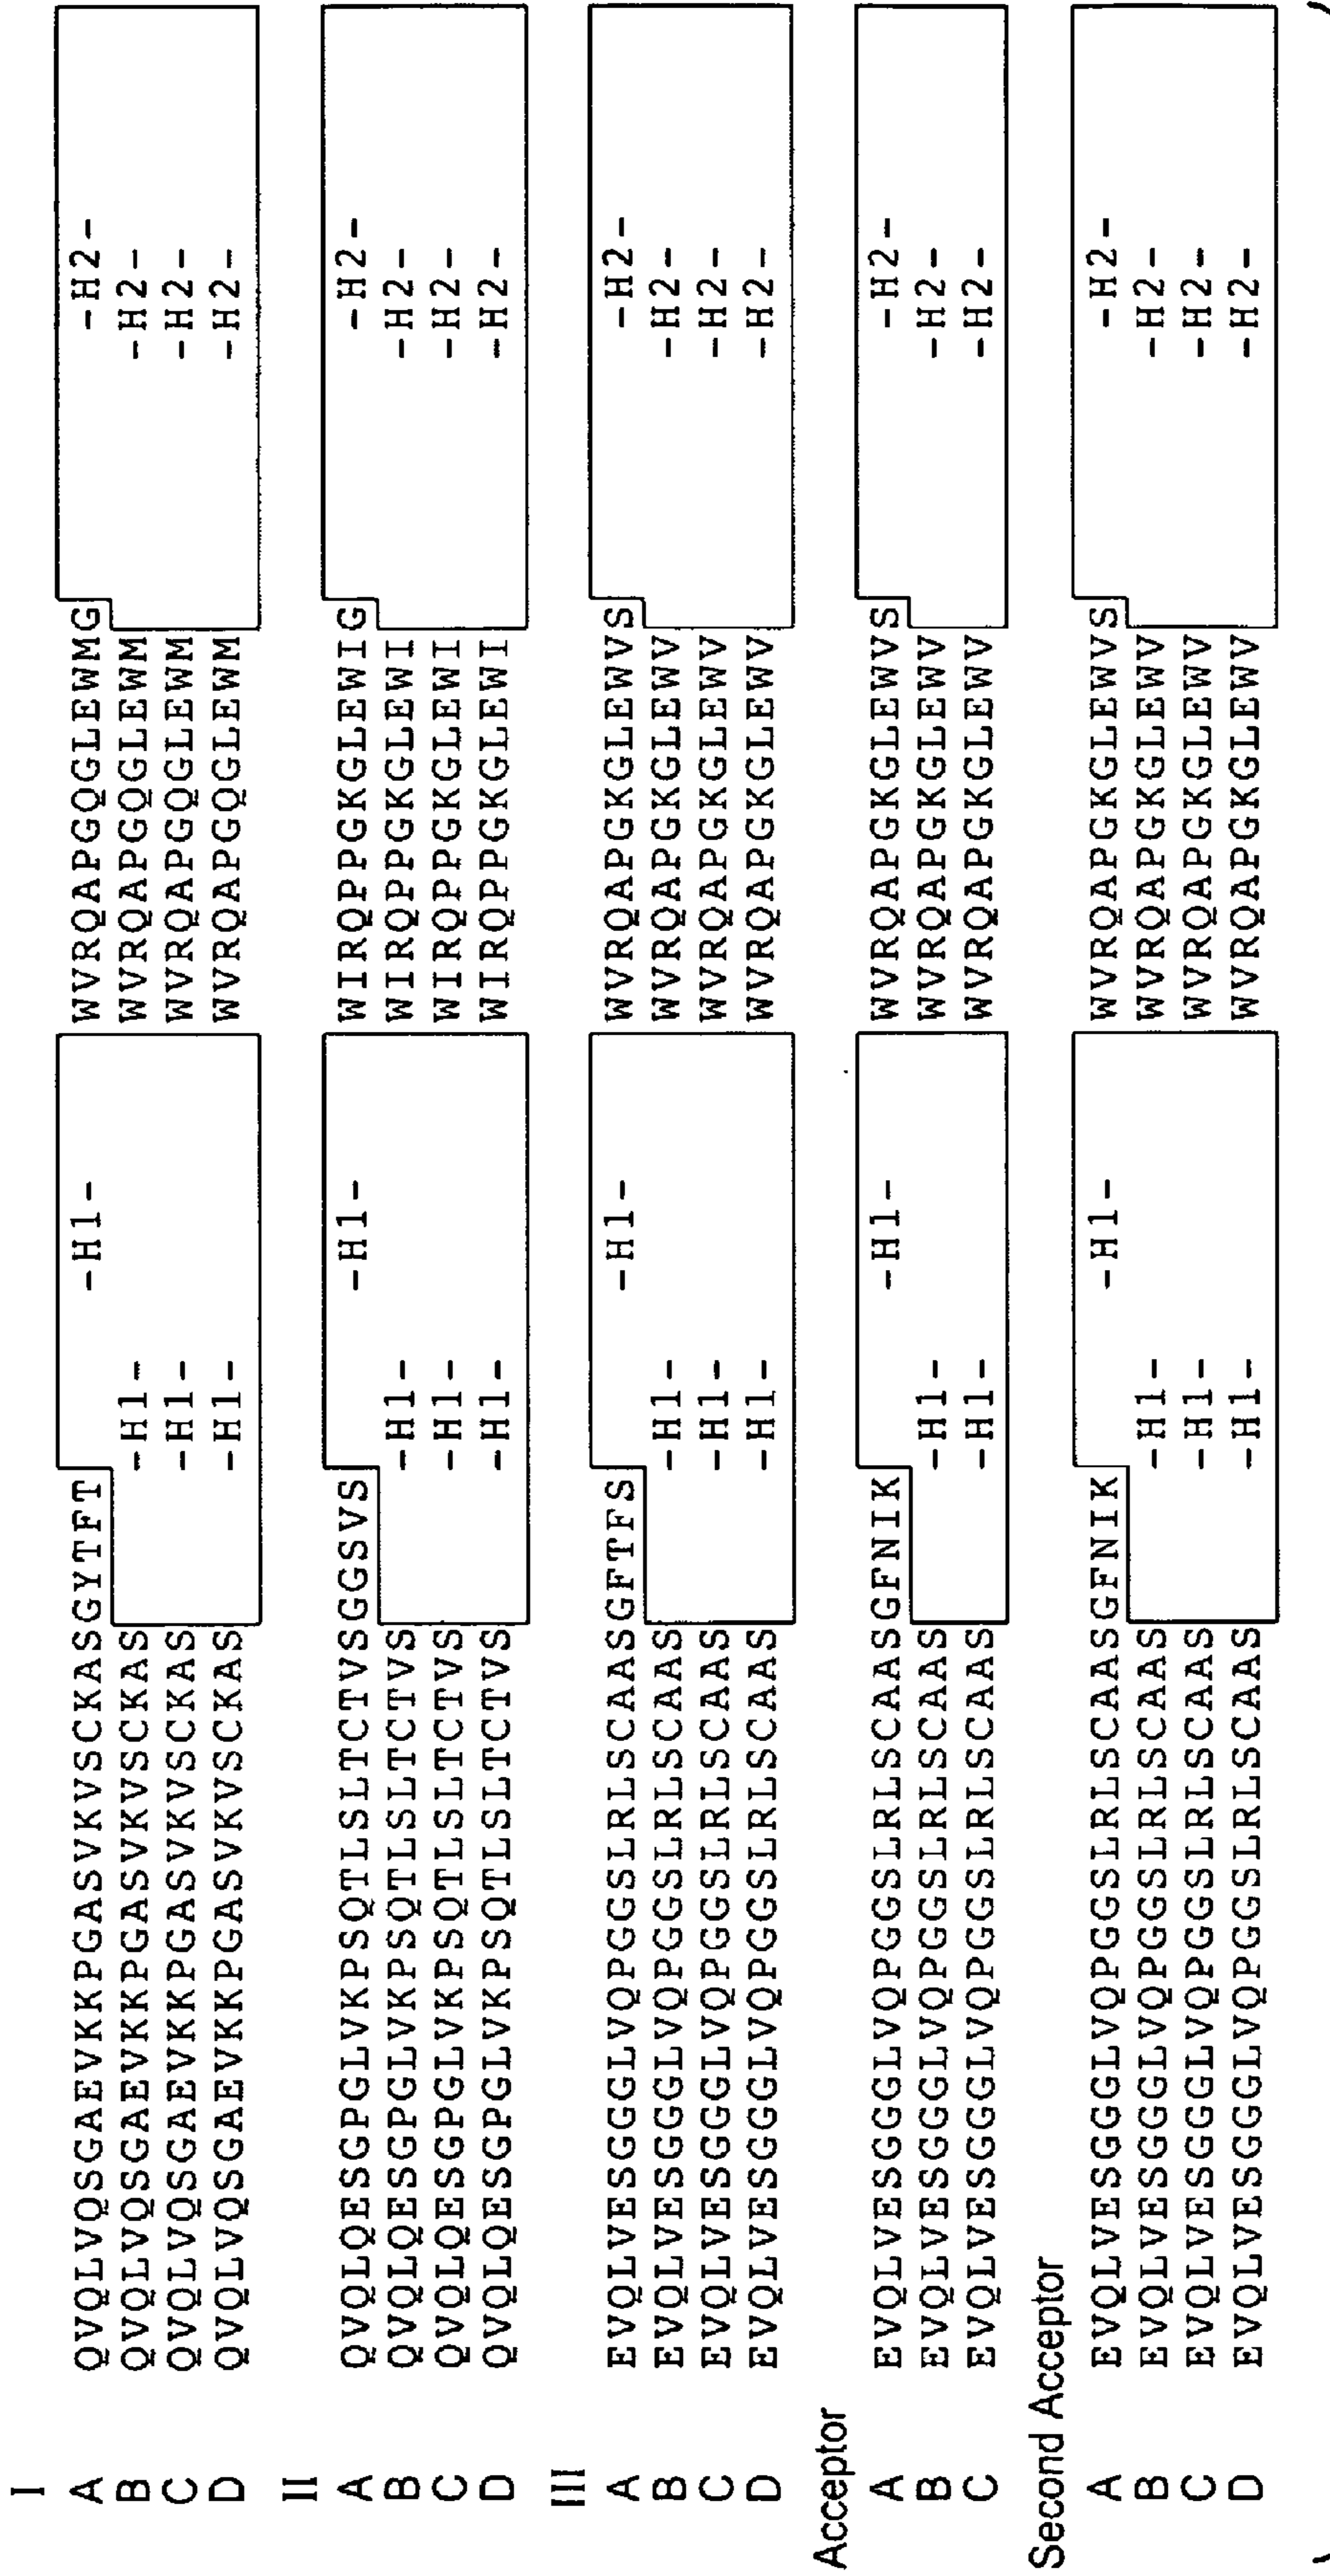 I
A QVQLVQSGAEVKKPGASVKVSCKASGYTFT -H1- WVRQAPGQGLEWMG -H2-
B QVQLVQSGAEVKKPGASVKVSCKAS -H1- WVRQAPGQGLEWM -H2-
C QVQLVQSGAEVKKPGASVKVSCKAS -H1- WVRQAPGQGLEWM -H2-
D QVQLVQSGAEVKKPGASVKVSCKAS -H1- WVRQAPGQGLEWM -H2-
II
A QVQLQESGPGLVKPSQTLSLTCTVSGGSVS -H1- WIRQPPGKGLEWIG -H2-
B QVQLQESGPGLVKPSQTLSLTCTVS -H1- WIRQPPGKGLEWI -H2-
C QVQLQESGPGLVKPSQTLSLTCTVS -H1- WIRQPPGKGLEWI -H2-
D QVQLQESGPGLVKPSQTLSLTCTVS -H1- WIRQPPGKGLEWI -H2-
III
A EVQLVESGGGLVQPGGSLRLSCAASGFTFS -H1- WVRQAPGKGLEWVS -H2-
B EVQLVESGGGLVQPGGSLRLSCAAS -H1- WVRQAPGKGLEWV -H2-
C EVQLVESGGGLVQPGGSLRLSCAAS -H1- WVRQAPGKGLEWV -H2-
D EVQLVESGGGLVQPGGSLRLSCAAS -H1- WVRQAPGKGLEWV -H2-
Acceptor
A EVQLVESGGGLVQPGGSLRLSCAASGFNIK -H1- WVRQAPGKGLEWVS -H2-
B EVQLVESGGGLVQPGGSLRLSCAAS -H1- WVRQAPGKGLEWV -H2-
C EVQLVESGGGLVQPGGSLRLSCAAS -H1- WVRQAPGKGLEWV -H2-
Second Acceptor
A EVQLVESGGGLVQPGGSLRLSCAASGFNIK -H1- WVRQAPGKGLEWVS -H2-
B EVQLVESGGGLVQPGGSLRLSCAAS -H1- WVRQAPGKGLEWV -H2-
C EVQLVESGGGLVQPGGSLRLSCAAS -H1- WVRQAPGKGLEWV -H2-
D EVQLVESGGGLVQPGGSLRLSCAAS -H1- WVRQAPGKGLEWV -H2-